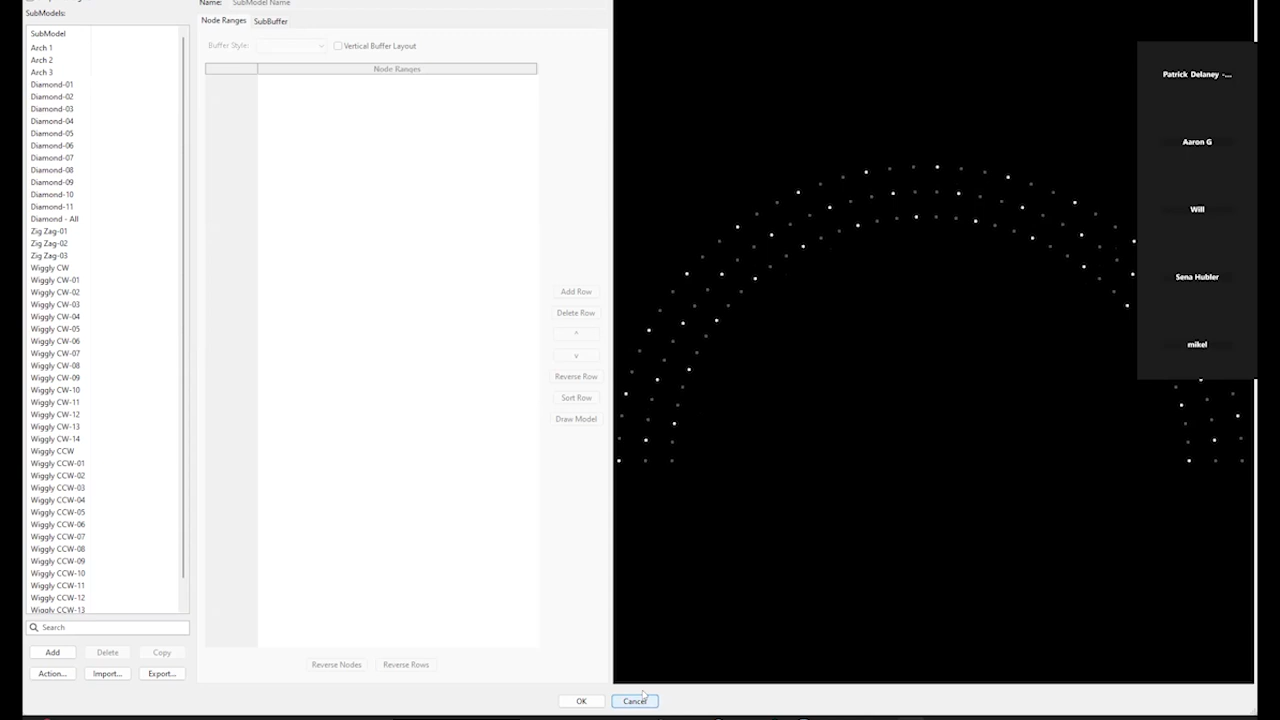 SubModels:
SubModel
Arch 1
Arch 2
Arch 3
Diamond-01
Diamond-02
Diamond-03
Diamond-04
Diamond-05
Diamond-06
Diamond-07
Diamond-08
Diamond-09
Diamond-10
Diamond-11
Diamond - All
Zig Zag-01
Zig Zag-02
Zig Zag-03
Wiggly CW
Wiggly CW-01
Wiggly CW-02
Wiggly CW-03
Wiggly CW-04
Wiggly CW-05
Wiggly CW-06
Wiggly CW-07
Wiggly CW-08
Wiggly CW-09
Wiggly CW-10
Wiggly CW-11
Wiggly CW-12
Wiggly CW-13
Wiggly CW-14
Wiggly CCW
Wiggly CCW-01
Wiggly CCW-02
Wiggly CCW-03
Wiggly CCW-04
Wiggly CCW-05
Wiggly CCW-06
Wiggly CCW-07
Wiggly CCW-08
Wiggly CCW-09
Wiggly CCW-10
Wiggly CCW-11
Wiggly CCW-12
Wiggly CCW-13
Search
Add Delete Copy
Action... Import... Export...
Name: SubModel Name
Node Ranges SubBuffer
Buffer Style: Vertical Buffer Layout
Node Ranges
Add Row
Delete Row
^
v
Reverse Row
Sort Row
Draw Model
Reverse Nodes Reverse Rows
OK Cancel
Patrick Delaney -...
Aaron G
Will
Sena Hubler
mikel